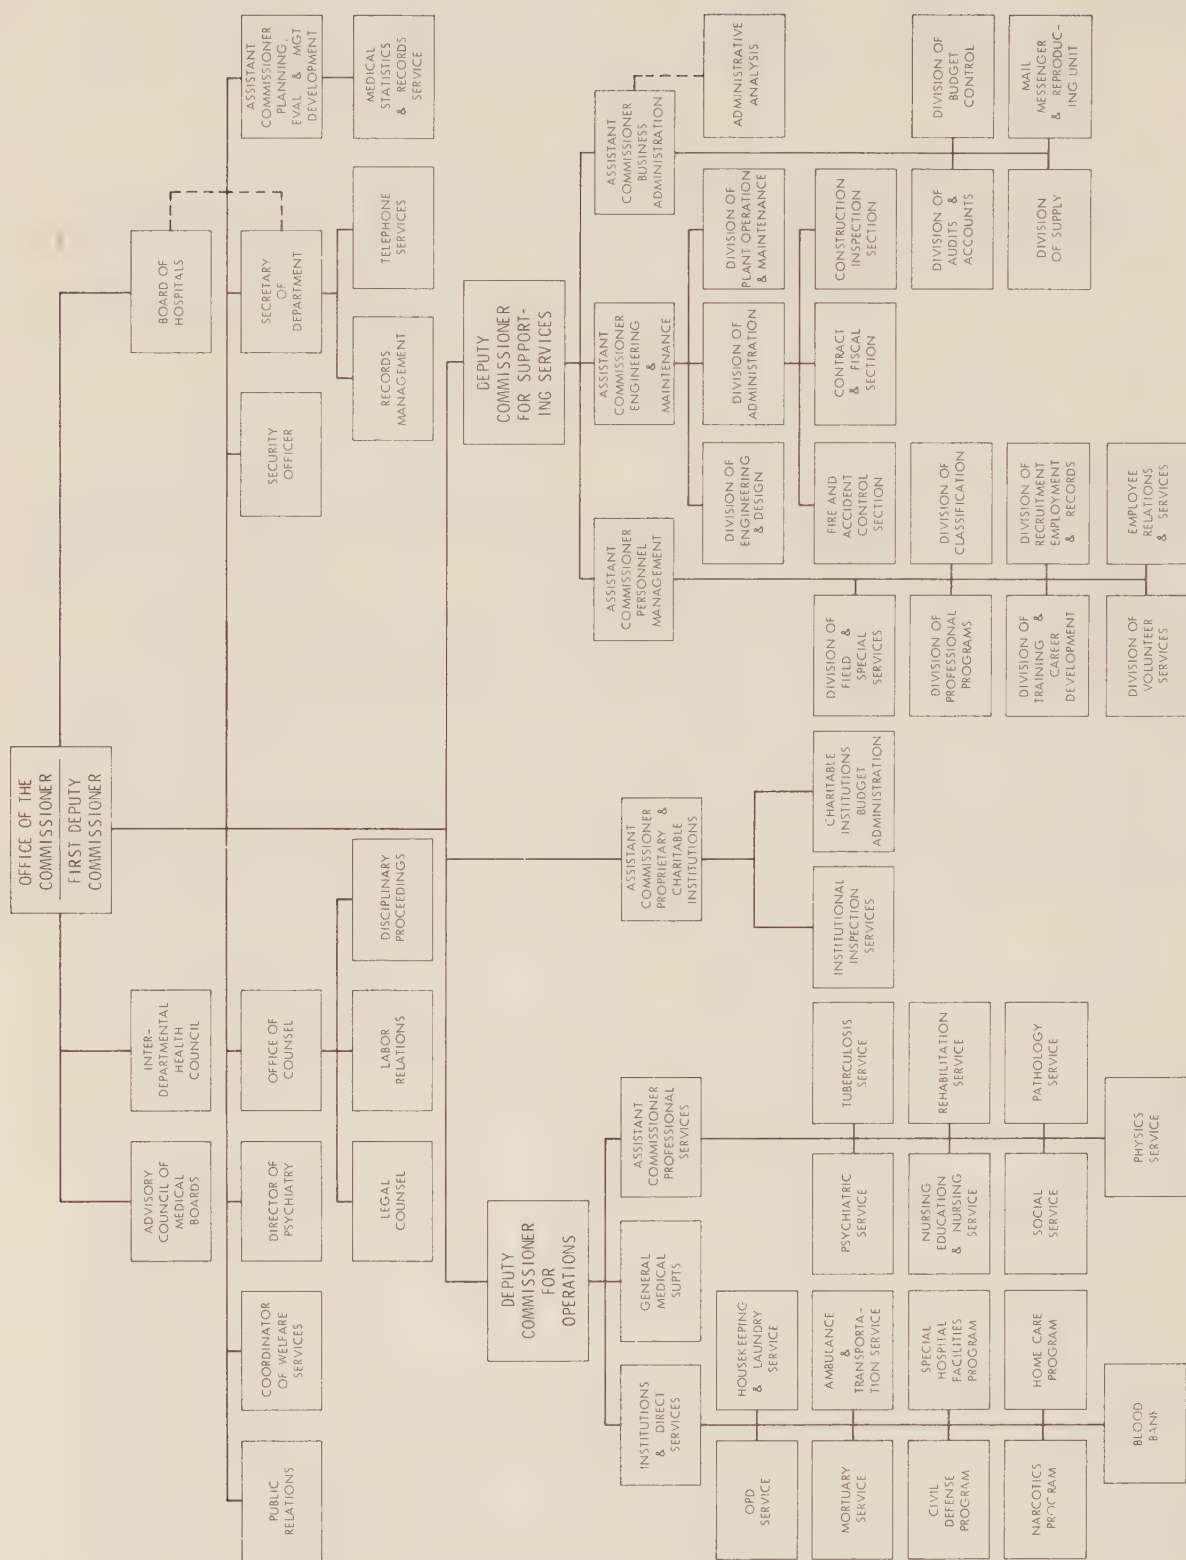 OFFICE OF THE
COMMISSIONER
FIRST DEPUTY
COMMISSIONER
ADVISORY
COUNCIL OF
MEDICAL
BOARDS
INTER-
DEPARTMENTAL
HEALTH
COUNCIL
BOARD OF
HOSPITALS
PUBLIC
RELATIONS
COORDINATOR
OF WELFARE
SERVICES
DIRECTOR OF
PSYCHIATRY
OFFICE OF
COUNSEL
SECURITY
OFFICER
SECRETARY
OF
DEPARTMENT
ASSISTANT
COMMISSIONER
PLANNING,
EVAL & MGT
DEVELOPMENT
LEGAL
COUNSEL
LABOR
RELATIONS
DISCIPLINARY
PROCEEDINGS
RECORDS
MANAGEMENT
TELEPHONE
SERVICES
MEDICAL
STATISTICS
& RECORDS
SERVICE
DEPUTY
COMMISSIONER
FOR
OPERATIONS
DEPUTY
COMMISSIONER
FOR SUPPORT-
ING SERVICES
INSTITUTIONS
& DIRECT
SERVICES
GENERAL
MEDICAL
SUPTS
ASSISTANT
COMMISSIONER
PROFESSIONAL
SERVICES
ASSISTANT
COMMISSIONER
PROPRIETARY &
CHARITABLE
INSTITUTIONS
ASSISTANT
COMMISSIONER
PERSONNEL
MANAGEMENT
ASSISTANT
COMMISSIONER
ENGINEERING
&
MAINTENANCE
ASSISTANT
COMMISSIONER
BUSINESS
ADMINISTRATION
OPD
SERVICE
HOUSEKEEPING
& LAUNDRY
SERVICE
DIVISION OF
ENGINEERING
& DESIGN
DIVISION OF
ADMINISTRATION
DIVISION OF
PLANT OPERATION
& MAINTENANCE
ADMINISTRATIVE
ANALYSIS
MORTUARY
SERVICE
AMBULANCE
&
TRANSPORTA-
TION SERVICE
PSYCHIATRIC
SERVICE
TUBERCULOSIS
SERVICE
INSTITUTIONAL
INSPECTION
SERVICES
CHARITABLE
INSTITUTIONS
BUDGET
ADMINISTRATION
DIVISION OF
FIELD &
SPECIAL
SERVICES
FIRE AND
ACCIDENT
CONTROL
SECTION
CONTRACT
& FISCAL
SECTION
CONSTRUCTION
INSPECTION
SECTION
CIVIL
DEFENSE
PROGRAM
SPECIAL
HOSPITAL
FACILITIES
PROGRAM
NURSING
EDUCATION
& NURSING
SERVICE
REHABILITATION
SERVICE
DIVISION OF
PROFESSIONAL
PROGRAMS
DIVISION OF
CLASSIFICATION
DIVISION OF
AUDITS &
ACCOUNTS
DIVISION OF
BUDGET
CONTROL
NARCOTICS
PROGRAM
HOME CARE
PROGRAM
SOCIAL
SERVICE
PATHOLOGY
SERVICE
DIVISION OF
TRAINING &
CAREER
DEVELOPMENT
DIVISION OF
RECRUITMENT
EMPLOYMENT
& RECORDS
DIVISION
OF SUPPLY
MAIL
MESSENGER
& REPRODUC-
ING UNIT
BLOOD
BANK
PHYSICS
SERVICE
DIVISION OF
VOLUNTEER
SERVICES
EMPLOYEE
RELATIONS
& SERVICES